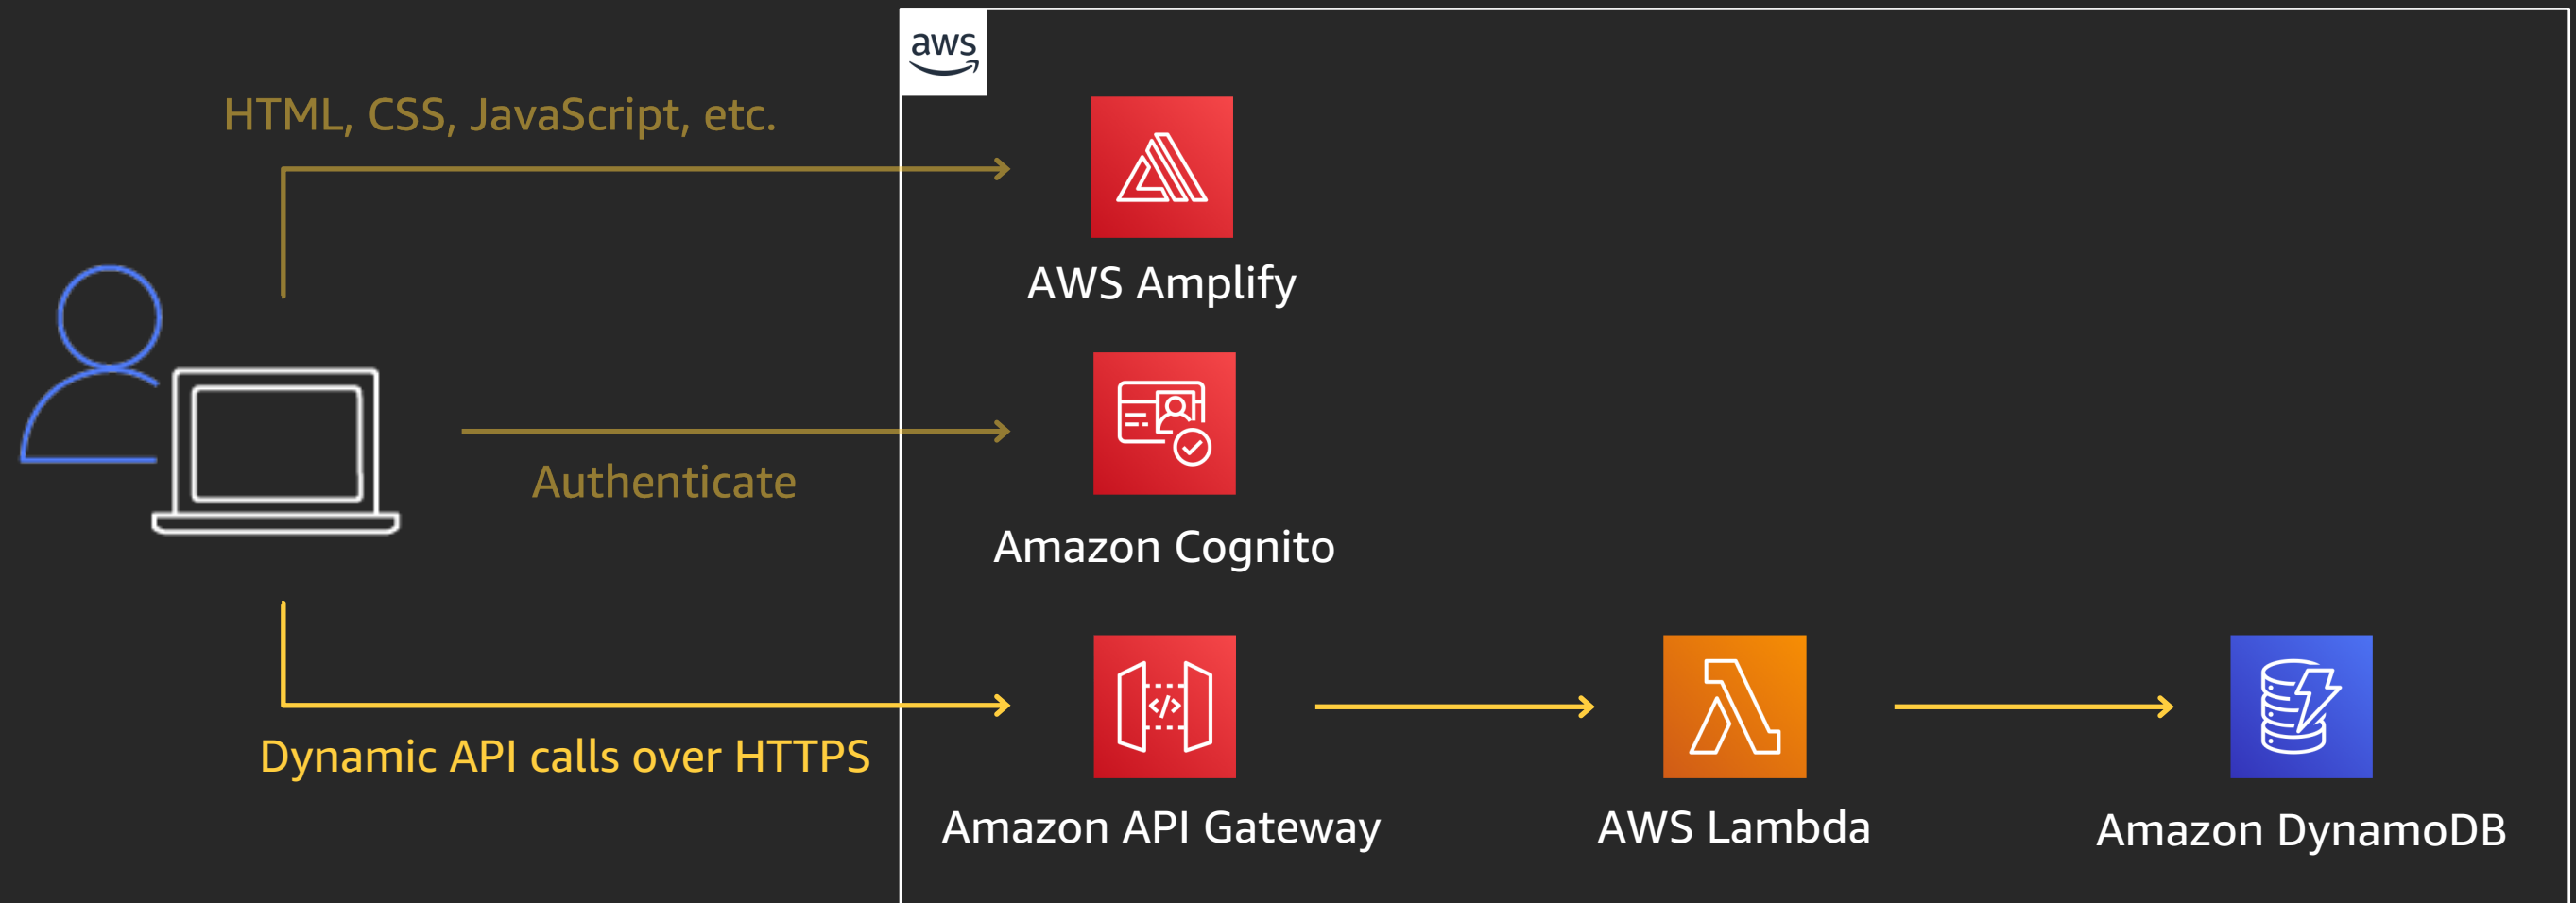 aws
HTML, CSS, JavaScript, etc.
AWS Amplify
Authenticate
Amazon Cognito
Dynamic API calls over HTTPS
</>
Amazon API Gateway
AWS Lambda
Amazon DynamoDB